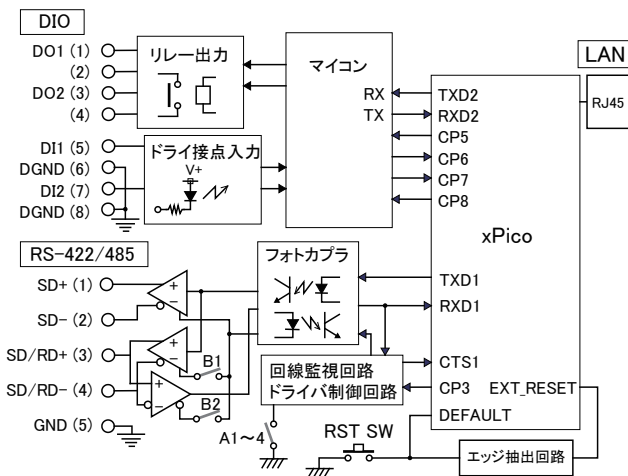 DIO
DO1 (1)
(2)
DO2 (3)
(4)
リレー出力
マイコン
RX
TX
DI1 (5)
DGND (6)
DI2 (7)
DGND (8)
ドライ接点入力
V+
LAN
RJ45
TXD2
RXD2
CP5
CP6
CP7
CP8
xPico
TXD1
RXD1
CTS1
CP3
EXT_RESET
DEFAULT
RS-422/485
SD+ (1)
SD- (2)
SD/RD+ (3)
SD/RD- (4)
GND (5)
+
−
+
−
+
−
B1
B2
フォトカプラ
回線監視回路
ドライバ制御回路
A1～4
RST SW
エッジ抽出回路